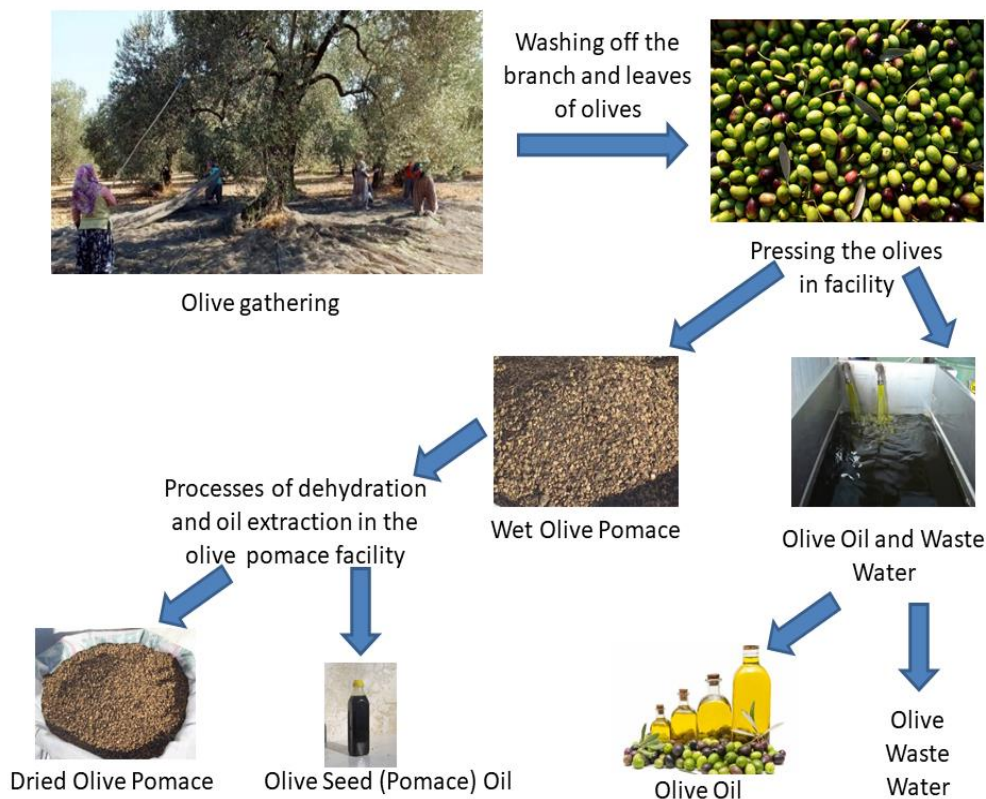 Washing off the
branch and leaves
of olives
Olive gathering
Pressing the olives
in facility
Processes of dehydration
and oil extraction in the
olive pomace facility
Wet Olive Pomace
Olive Oil and Waste
Water
Dried Olive Pomace
Olive Seed (Pomace) Oil
Olive Oil
Olive
Waste
Water